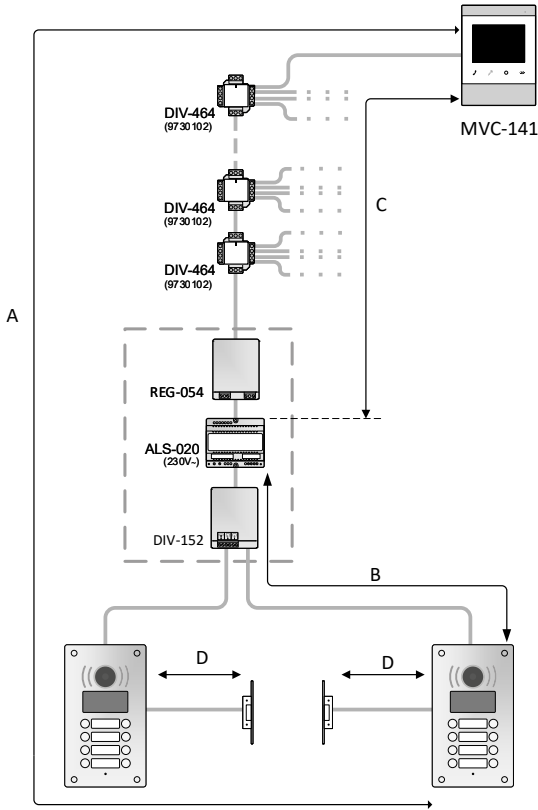 MVC-141
DIV-464
(9730102)
C
DIV-464
(9730102)
DIV-464
(9730102)
A
REG-054
ALS-020
(230V~)
DIV-152
B
D
D